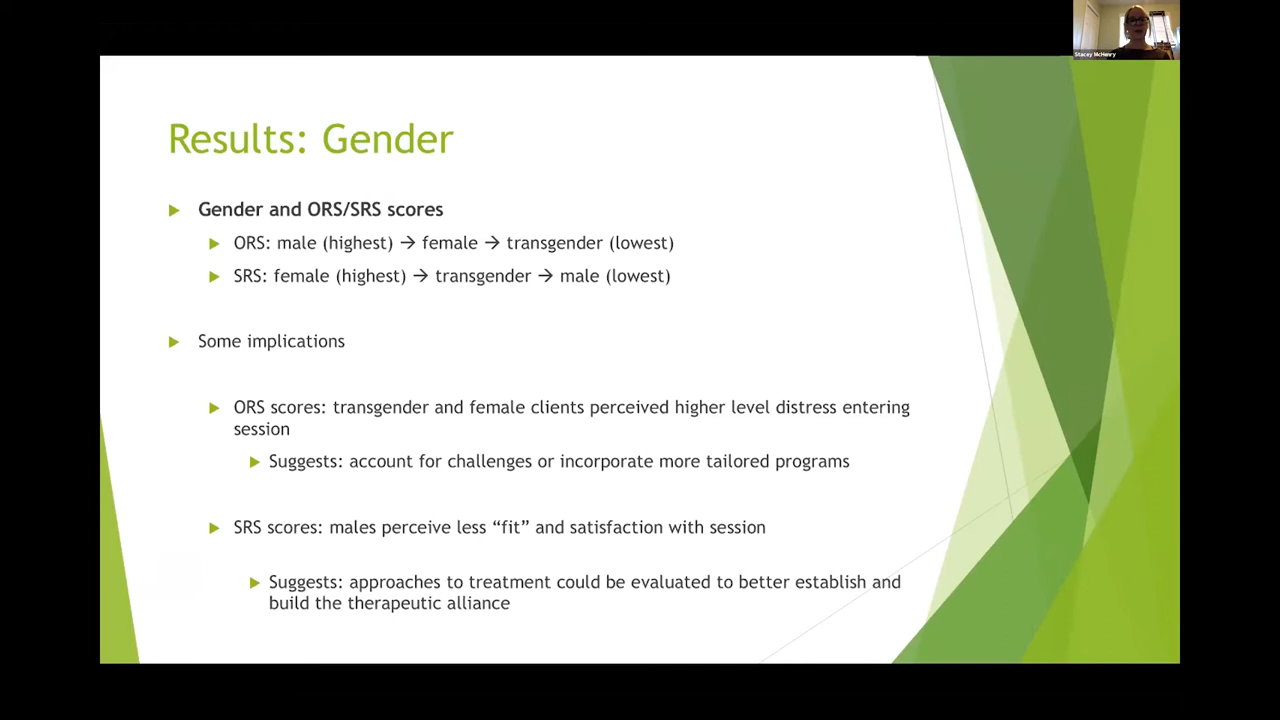 Stacey McHenry
Results: Gender
Gender and ORS/SRS scores
ORS: male (highest) → female → transgender (lowest)
SRS: female (highest) → transgender → male (lowest)
Some implications
ORS scores: transgender and female clients perceived higher level distress entering
session
Suggests: account for challenges or incorporate more tailored programs
SRS scores: males perceive less “fit” and satisfaction with session
Suggests: approaches to treatment could be evaluated to better establish and
build the therapeutic alliance